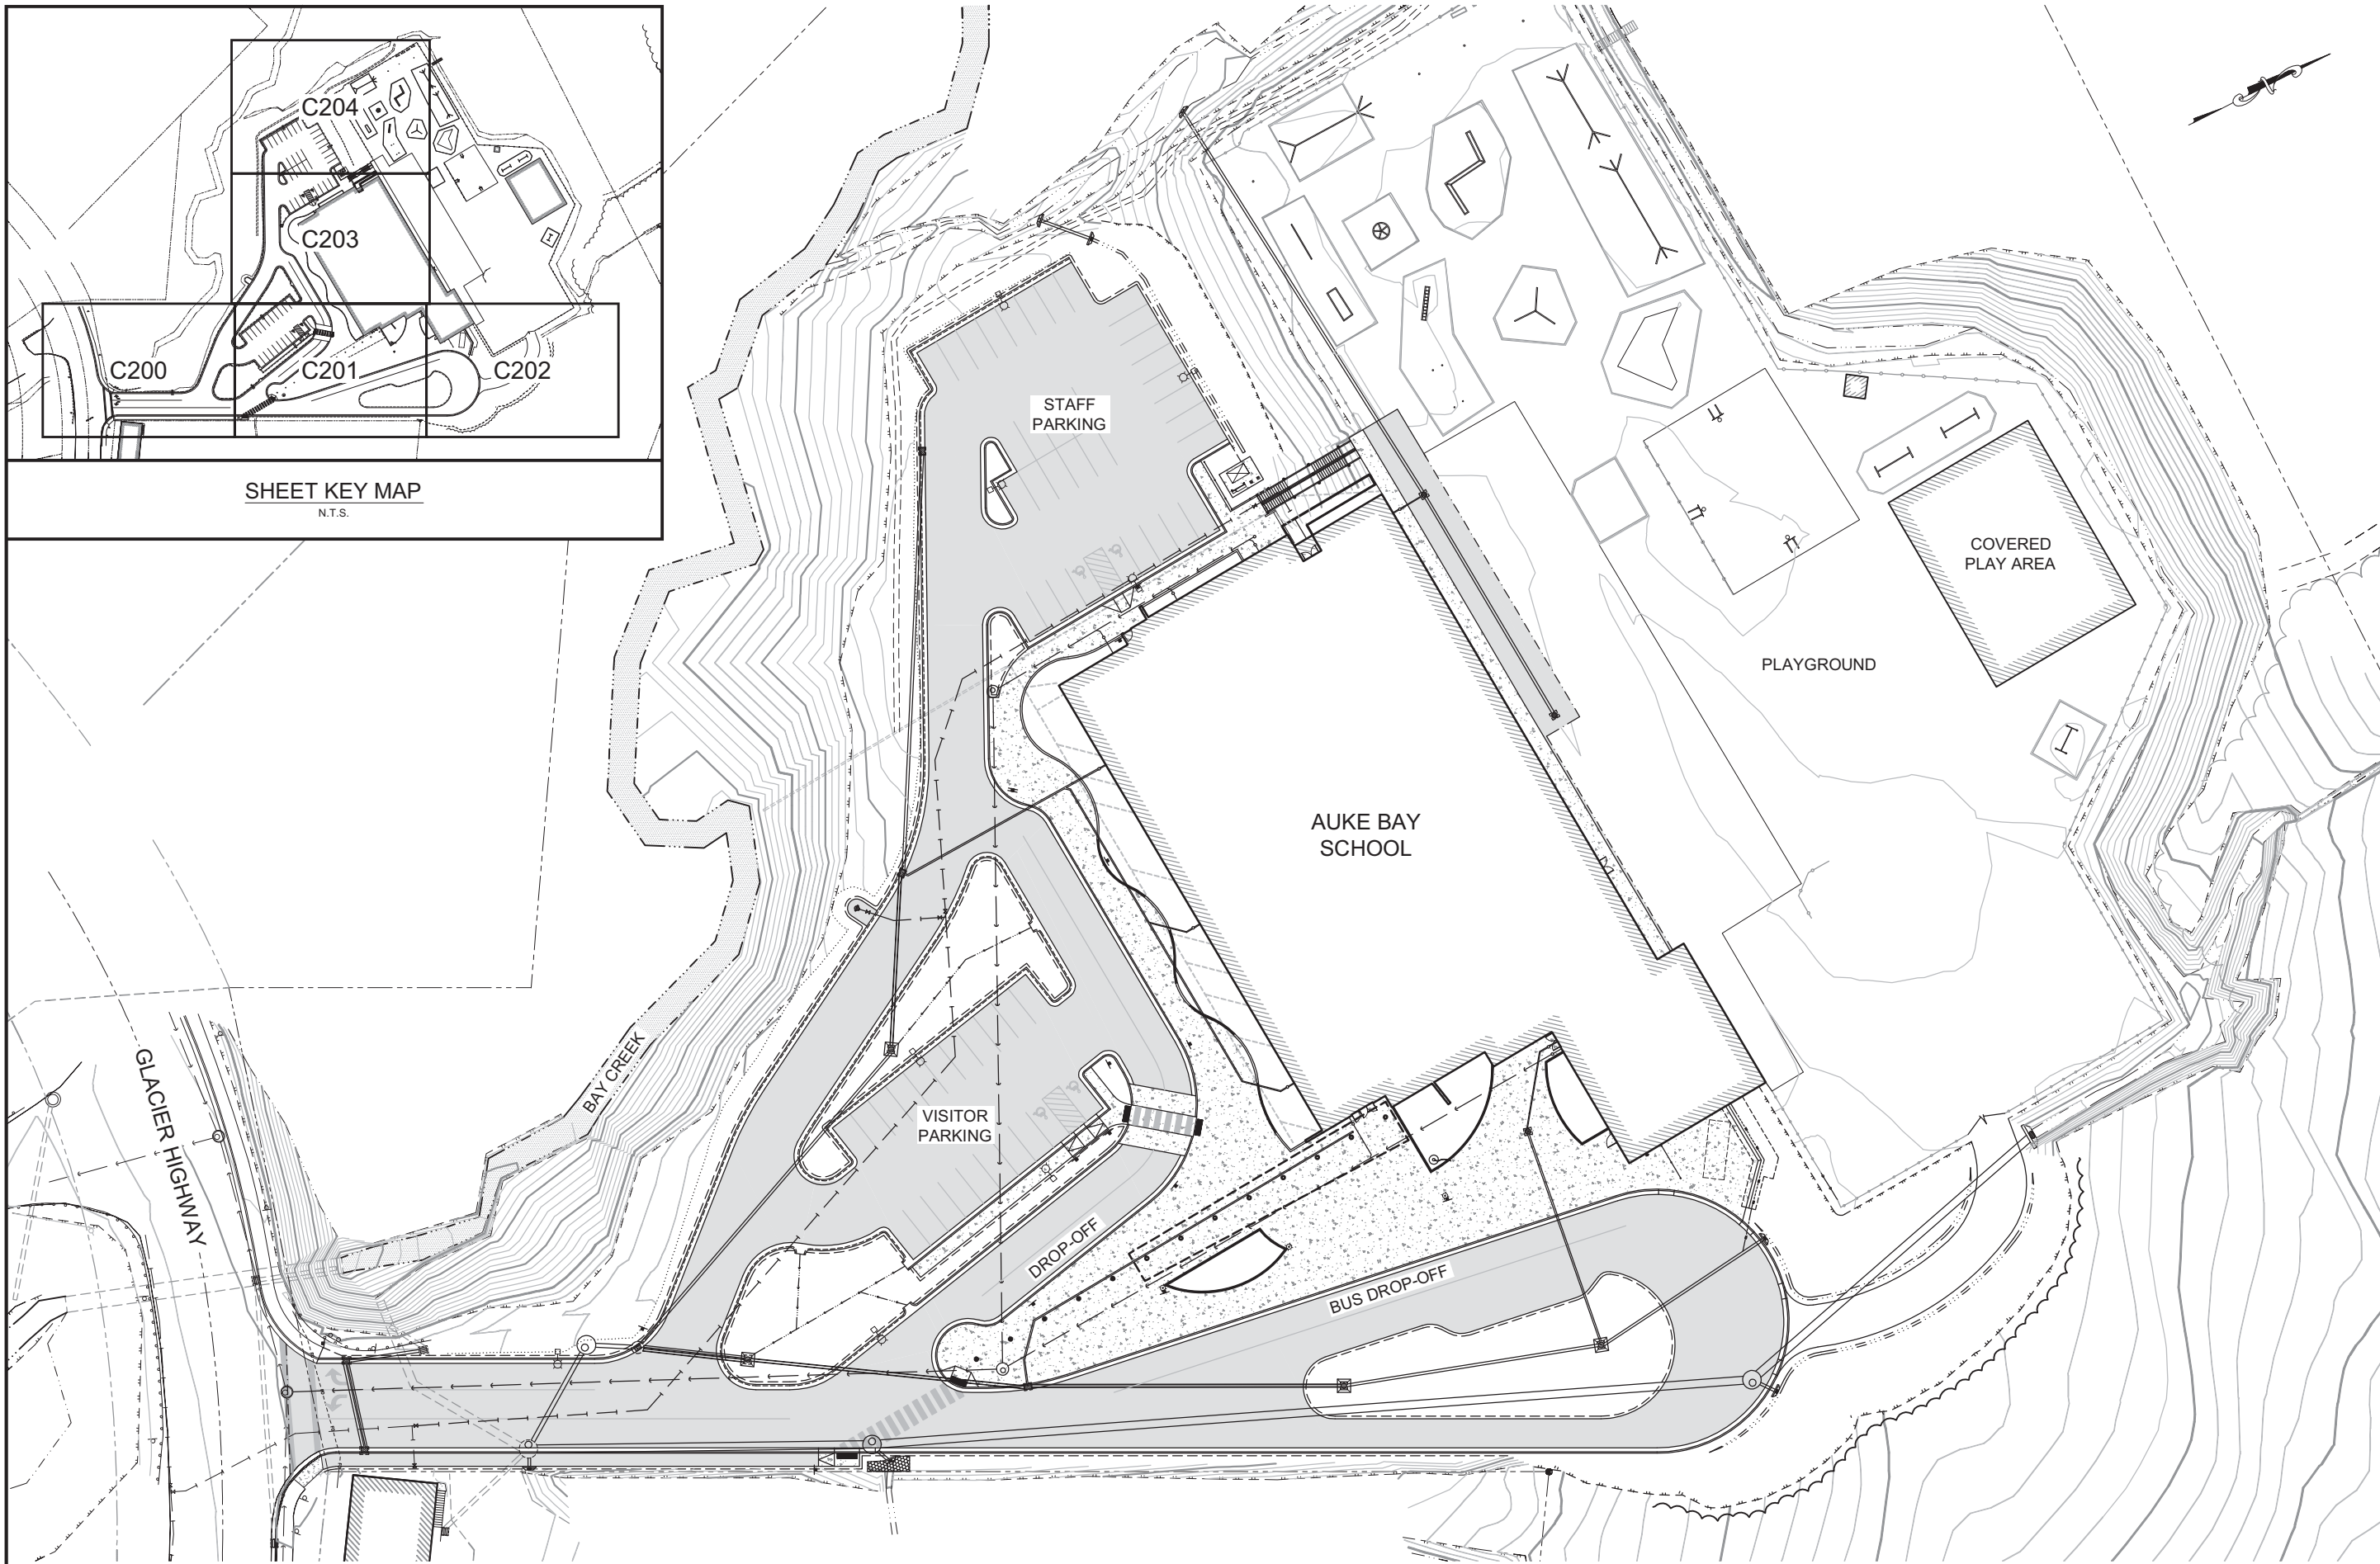 C204
C203
C200
C201
C202
SHEET KEY MAP
N.T.S.
STAFF
PARKING
COVERED
PLAY AREA
PLAYGROUND
AUKE BAY
SCHOOL
GLACIER HIGHWAY
BAY CREEK
VISITOR
PARKING
DROP-OFF
BUS DROP-OFF